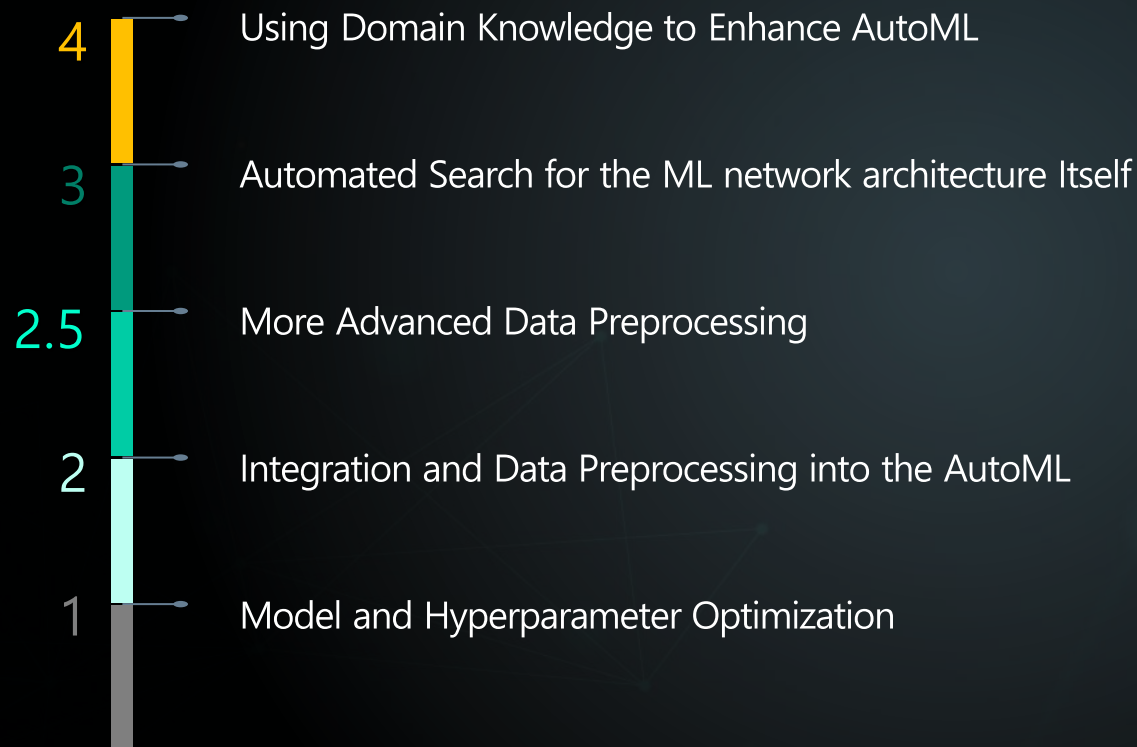 4 Using Domain Knowledge to Enhance AutoML
3 Automated Search for the ML network architecture Itself
2.5 More Advanced Data Preprocessing
2 Integration and Data Preprocessing into the AutoML
1 Model and Hyperparameter Optimization